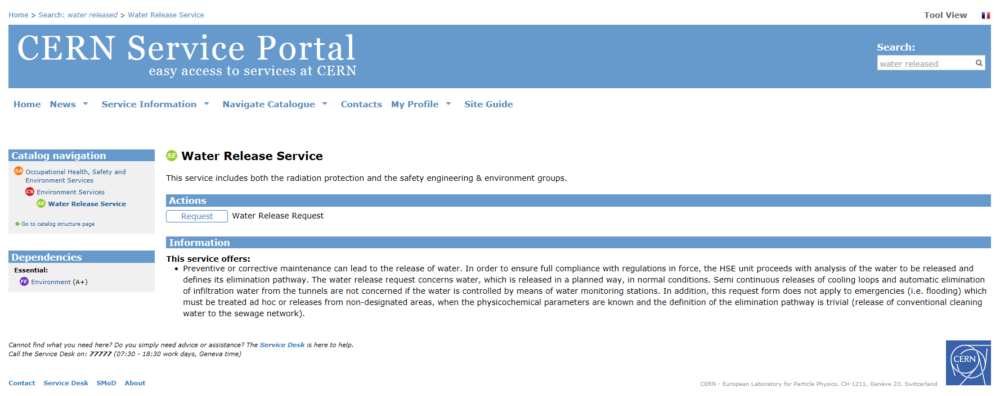 Home > Search: water released > Water Release Service
Tool View
CERN Service Portal
easy access to services at CERN
Search:
water released
Home News Service Information Navigate Catalogue Contacts My Profile Site Guide
Catalog navigation
SA Occupational Health, Safety and
Environment Services
CS Environment Services
SE Water Release Service
Go to catalog structure page
Dependencies
Essential:
FE Environment (A+)
SE Water Release Service
This service includes both the radiation protection and the safety engineering & environment groups.
Actions
Request Water Release Request
Information
This service offers:
• Preventive or corrective maintenance can lead to the release of water. In order to ensure full compliance with regulations in force, the HSE unit proceeds with analysis of the water to be released and
defines its elimination pathway. The water release request concerns water, which is released in a planned way, in normal conditions. Semi continuous releases of cooling loops and automatic elimination
of infiltration water from the tunnels are not concerned if the water is controlled by means of water monitoring stations. In addition, this request form does not apply to emergencies (i.e. flooding) which
must be treated ad hoc or releases from non-designated areas, when the physicochemical parameters are known and the definition of the elimination pathway is trivial (release of conventional cleaning
water to the sewage network).
Cannot find what you need here? Do you simply need advice or assistance? The Service Desk is here to help.
Call the Service Desk on: 77777 (07:30 - 18:30 work days, Geneva time)
Contact Service Desk SMoD About
CERN - European Laboratory for Particle Physics, CH-1211, Genève 23, Switzerland
CERN